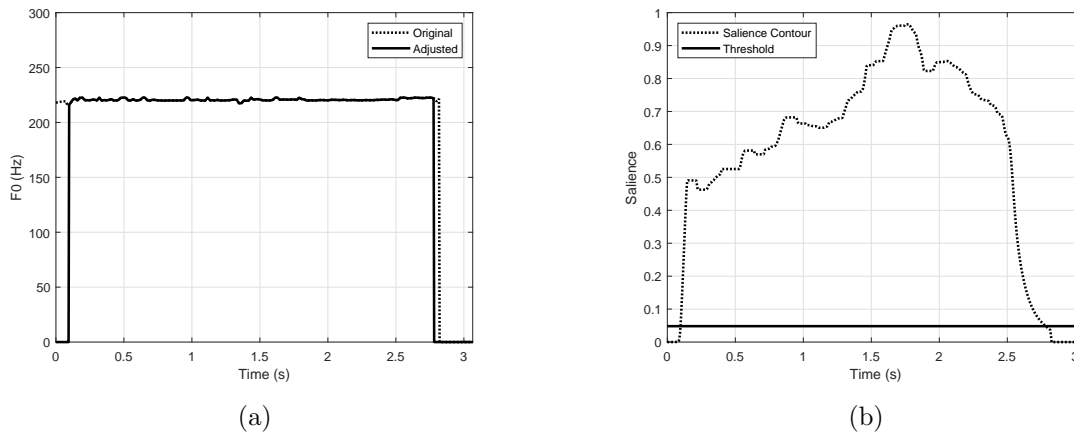 300
250
200
150
100
50
0
F0 (Hz)
Original
Adjusted
0 0.5 1 1.5 2 2.5 3
Time (s)
(a)
1
0.9
0.8
0.7
0.6
0.5
0.4
0.3
0.2
0.1
0
Salience
Salience Contour
Threshold
0 0.5 1 1.5 2 2.5 3
Time (s)
(b)